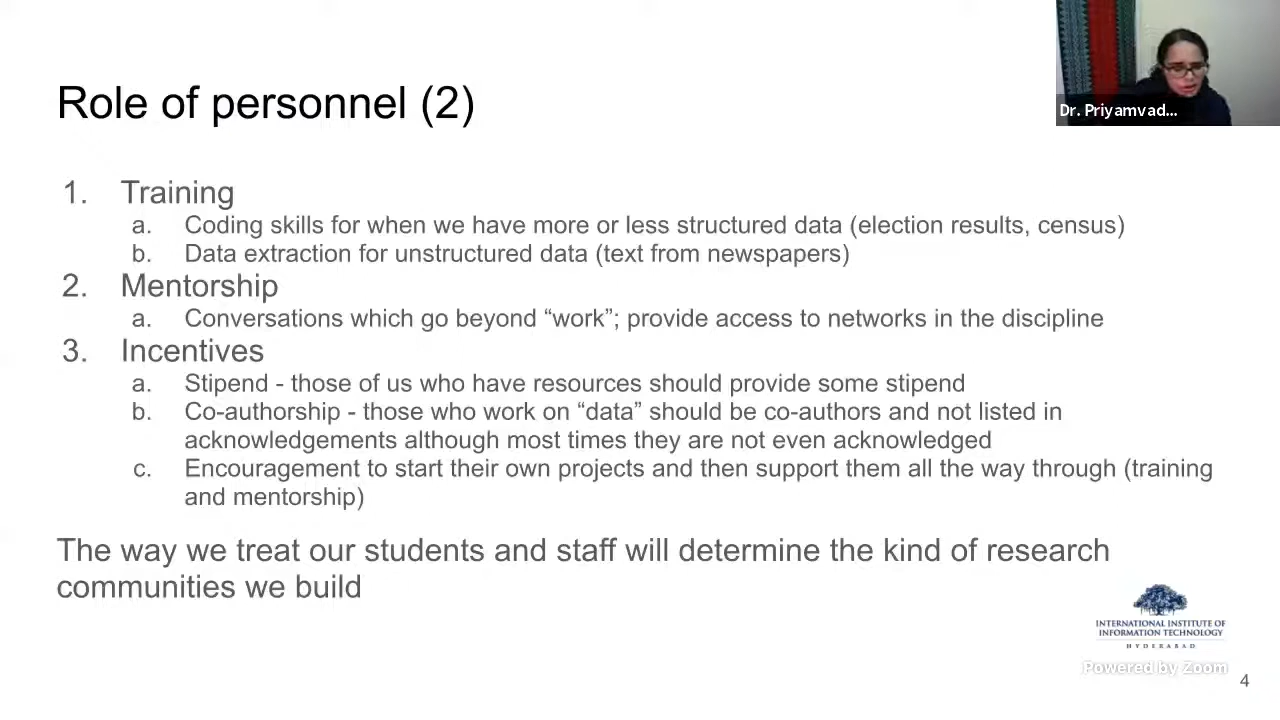 Role of personnel (2)
Dr. Priyamvad...
1. Training
a. Coding skills for when we have more or less structured data (election results, census)
b. Data extraction for unstructured data (text from newspapers)
2. Mentorship
a. Conversations which go beyond “work”; provide access to networks in the discipline
3. Incentives
a. Stipend - those of us who have resources should provide some stipend
b. Co-authorship - those who work on “data” should be co-authors and not listed in
acknowledgements although most times they are not even acknowledged
c. Encouragement to start their own projects and then support them all the way through (training
and mentorship)
The way we treat our students and staff will determine the kind of research
communities we build
INTERNATIONAL INSTITUTE OF
INFORMATION TECHNOLOGY
HYDERABAD
Powered by Zoom
4